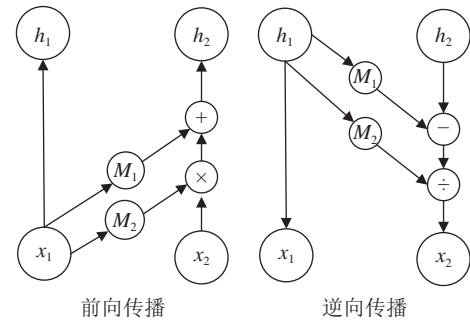 h₁ h₂ h₁ h₂
M₁
+ −
M₂
M₁ ÷
×
M₂
x₁ x₂ x₁ x₂
前向传播 逆向传播